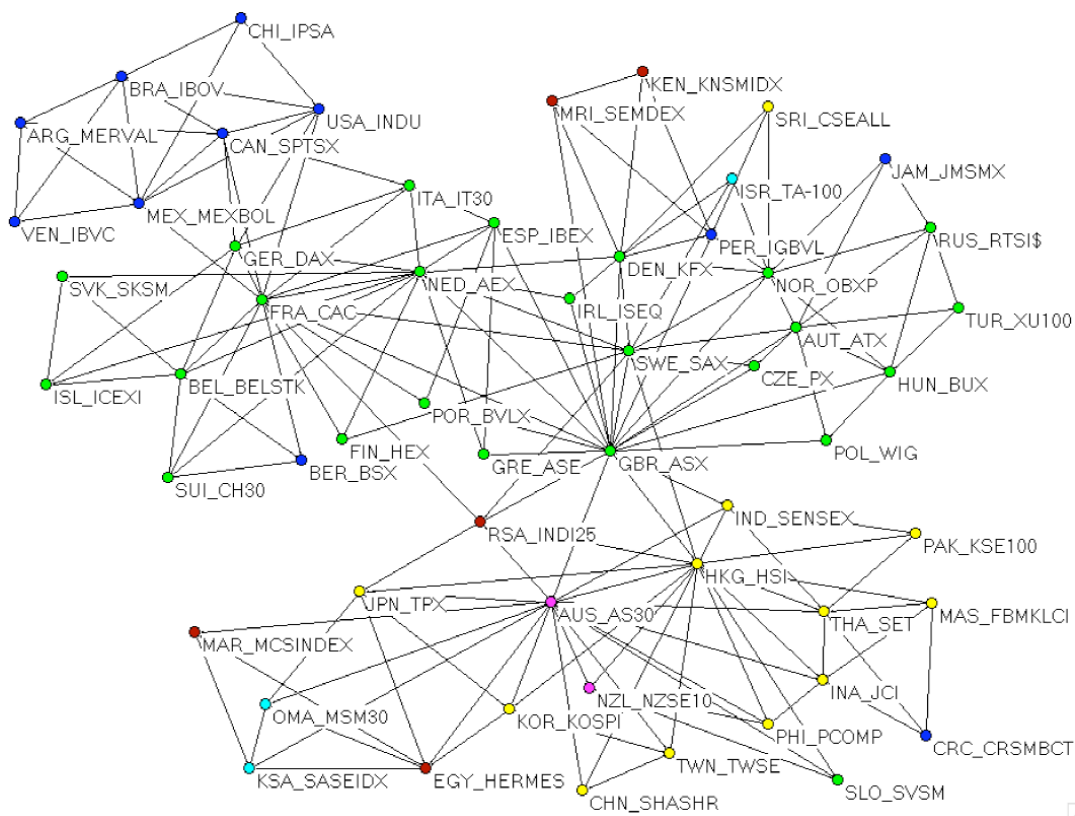 CHI_IPSA
KEN_KNSMIDX
BRA_IBOV
MRI_SEMDEX
USA_INDU
SRI_CSEALL
ARG_MERVAL
CAN_SPTSX
JAM_JMSMX
ISR_TA-100
ITA_IT30
MEX_MEXBOL
VEN_IBVC
ESP_IBEX
PER_IGBVL
RUS_RTSI$
GER_DAX
DEN_KFX
SVK_SKSM
NED_AEX
NOR_OBXP
FRA_CAC
IRL_ISEQ
TUR_XU100
AUT_ATX
SWE_SAX
CZE_PX
HUN_BUX
ISL_ICEXI
BEL_BELSTK
POR_BVLX
FIN_HEX
POL_WIG
GRE_ASE
GBR_ASX
BER_BSX
SUI_CH30
IND_SENSEX
RSA_INDI25
PAK_KSE100
HKG_HSI
JPN_TPX
AUS_AS30
THA_SET
MAS_FBMKLCI
MAR_MCSINDEX
INA_JCI
NZL_NZSE10
OMA_MSM30
KOR_KOSPI
PHI_PCOMP
CRC_CRSMBCT
TWN_TWSE
KSA_SASEIDX
EGY_HERMES
SLO_SVSM
CHN_SHASHR